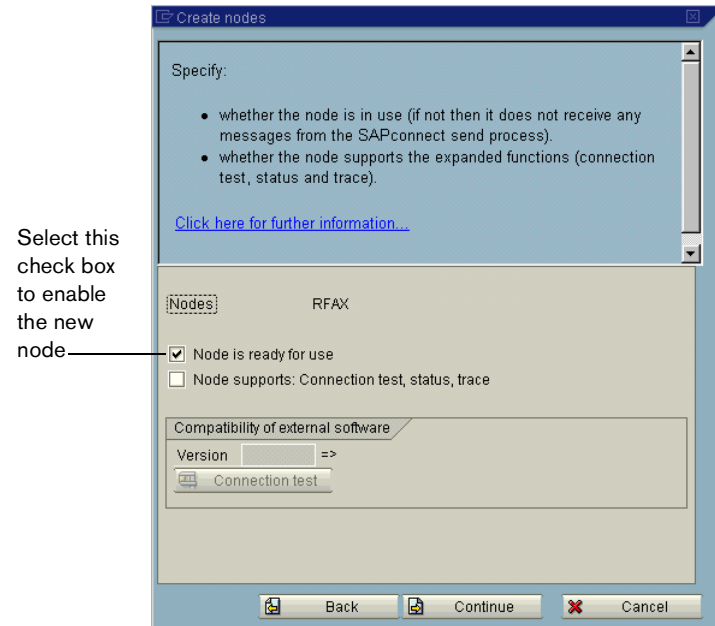 Create nodes
Specify:
• whether the node is in use (if not then it does not receive any
messages from the SAPconnect send process).
• whether the node supports the expanded functions (connection
test, status and trace).
Click here for further information...
Select this
check box
to enable
the new
node
Nodes RFAX
Node is ready for use
Node supports: Connection test, status, trace
Compatibility of external software
Version =>
Connection test
Back Continue Cancel